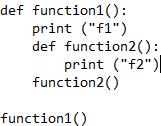 def function1():
    print ("f1")
    def function2():
        print ("f2")
    function2()

function1()